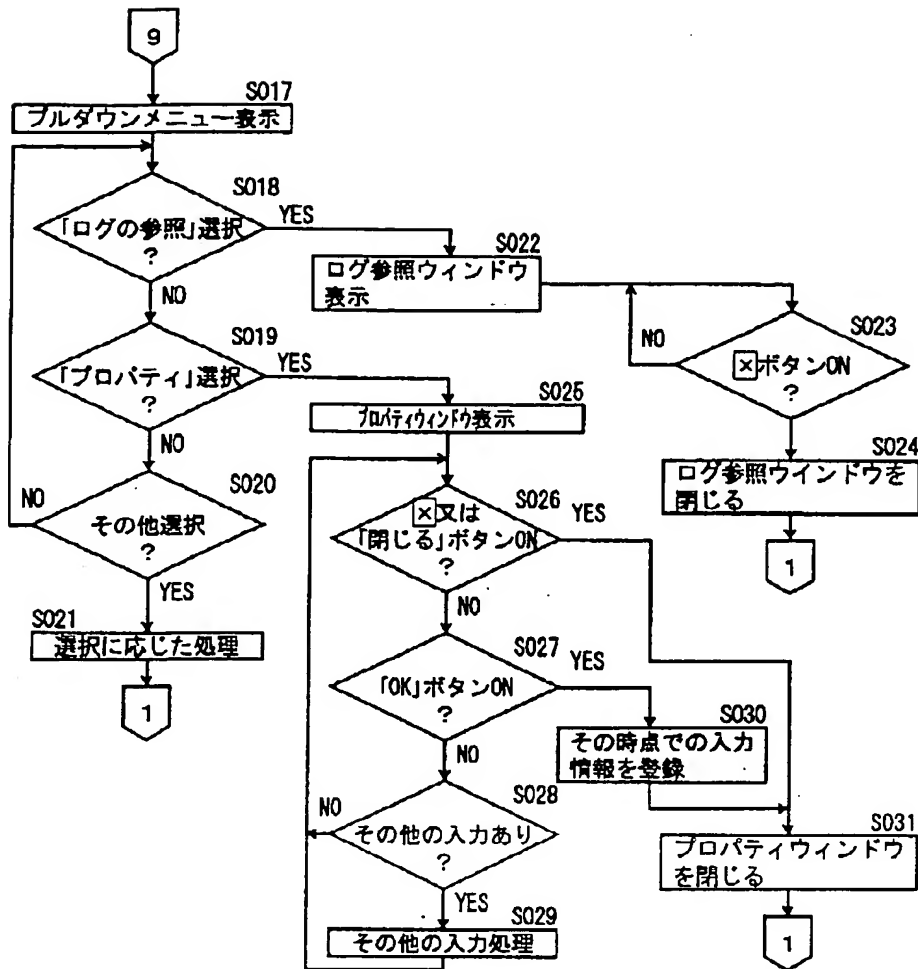 9
S017
プルダウンメニュー表示
S018
「ログの参照」選択
?
YES
NO
S022
ログ参照ウィンドウ
表示
S023
×ボタンON
?
NO
S024
ログ参照ウインドウを
閉じる
1
S019
「プロパティ」選択
?
YES
NO
S020
その他選択
?
NO
YES
S021
選択に応じた処理
1
S025
プロパティウィンドウ表示
S026
×又は
「閉じる」ボタンON
?
YES
NO
S027
「OK」ボタンON
?
YES
NO
S030
その時点での入力
情報を登録
S028
その他の入力あり
?
NO
YES
S029
その他の入力処理
S031
プロパティウィンドウ
を閉じる
1